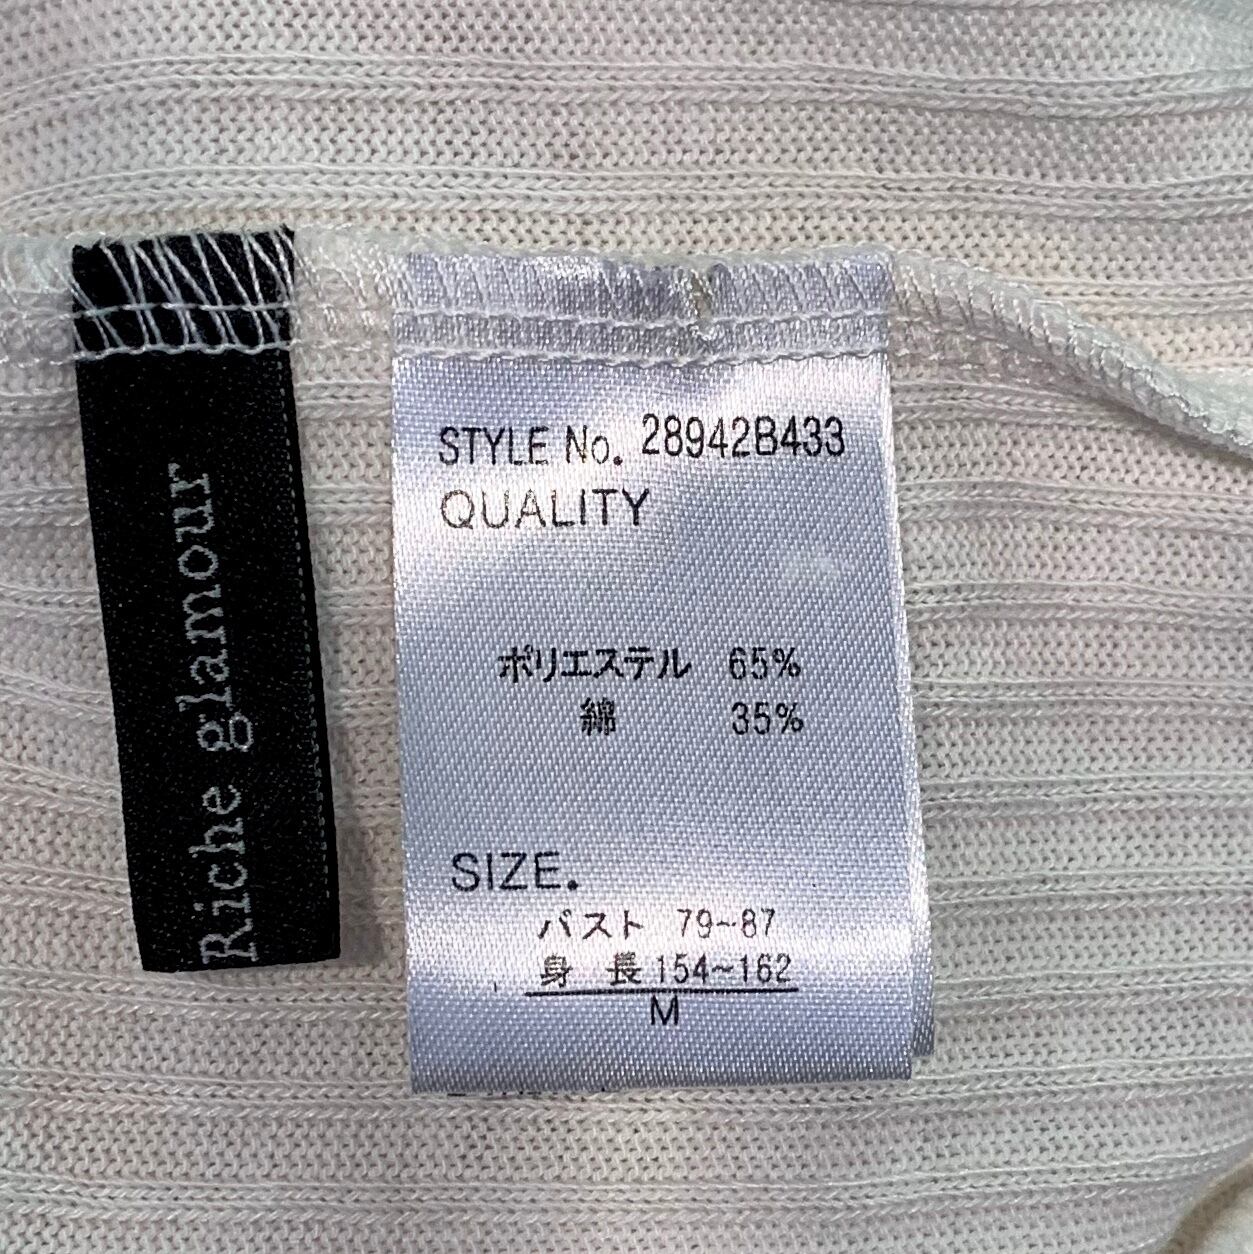 Riche glamour
STYLE No. 28942B433
QUALITY
ポリエステル 65%
綿 35%
SIZE.
バスト 79~87
身 長 154~162
M